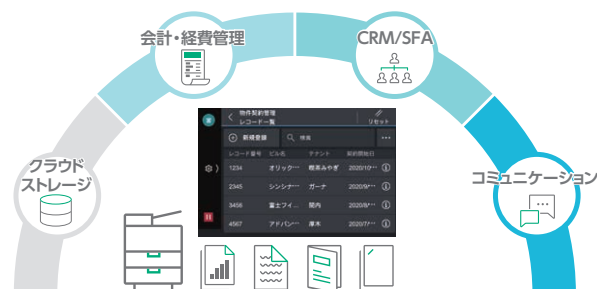 会計・経費管理
CRM/SFA
クラウド
ストレージ
コミュニケーション
物件契約管理
レコード一覧
リセット
新規登録
検索
レコード番号 ビル名 テナント 契約開始日
1234 オリック… 喫茶みやぎ 2020/10/…
2345 シンシナ… ガーナ 2020/9/…
3456 富士フイ… 関内 2020/8/…
4567 アドバン… 厚木 2020/7/…